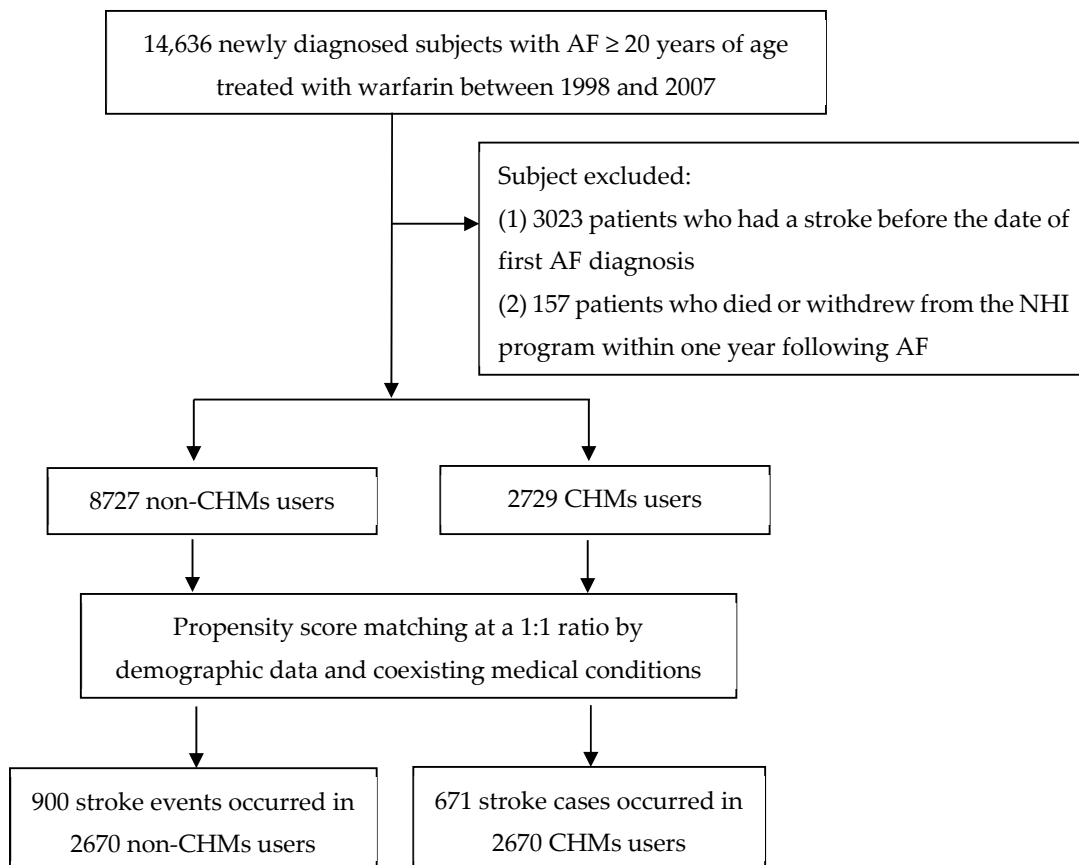 14,636 newly diagnosed subjects with AF ≥ 20 years of age
treated with warfarin between 1998 and 2007
Subject excluded:
(1) 3023 patients who had a stroke before the date of
first AF diagnosis
(2) 157 patients who died or withdrew from the NHI
program within one year following AF
8727 non-CHMs users
2729 CHMs users
Propensity score matching at a 1:1 ratio by
demographic data and coexisting medical conditions
900 stroke events occurred in
2670 non-CHMs users
671 stroke cases occurred in
2670 CHMs users